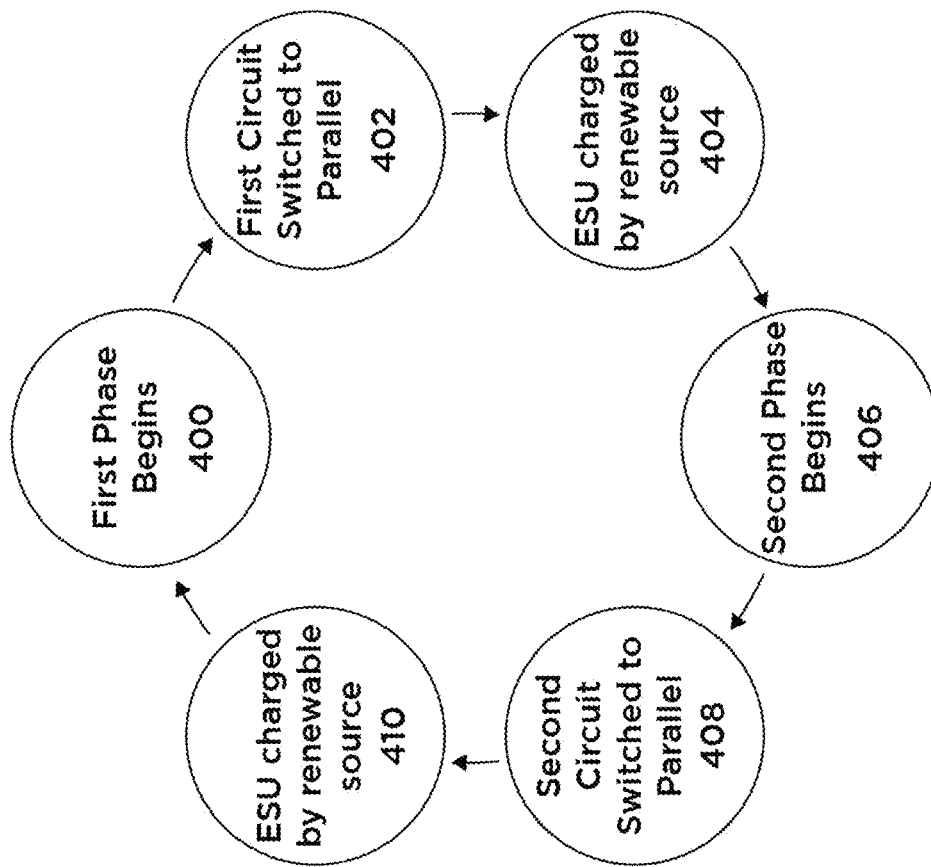 First Phase
Begins
400
First Circuit
Switched to
Parallel
402
ESU charged
by renewable
source
404
Second Phase
Begins
406
Second
Circuit
Switched to
Parallel
408
ESU charged
by renewable
source
410